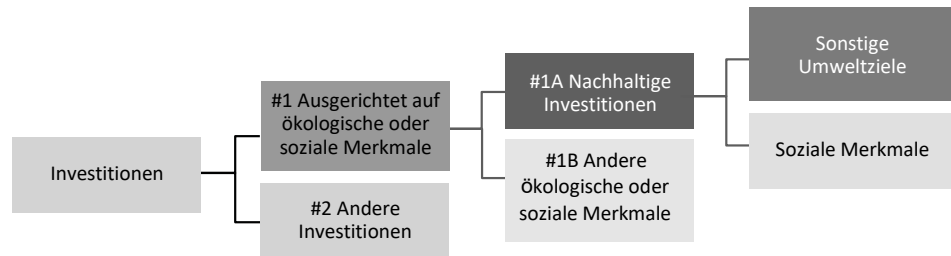 Investitionen
#1 Ausgerichtet auf
ökologische oder
soziale Merkmale
#2 Andere
Investitionen
#1A Nachhaltige
Investitionen
#1B Andere
ökologische oder
soziale Merkmale
Sonstige
Umweltziele
Soziale Merkmale